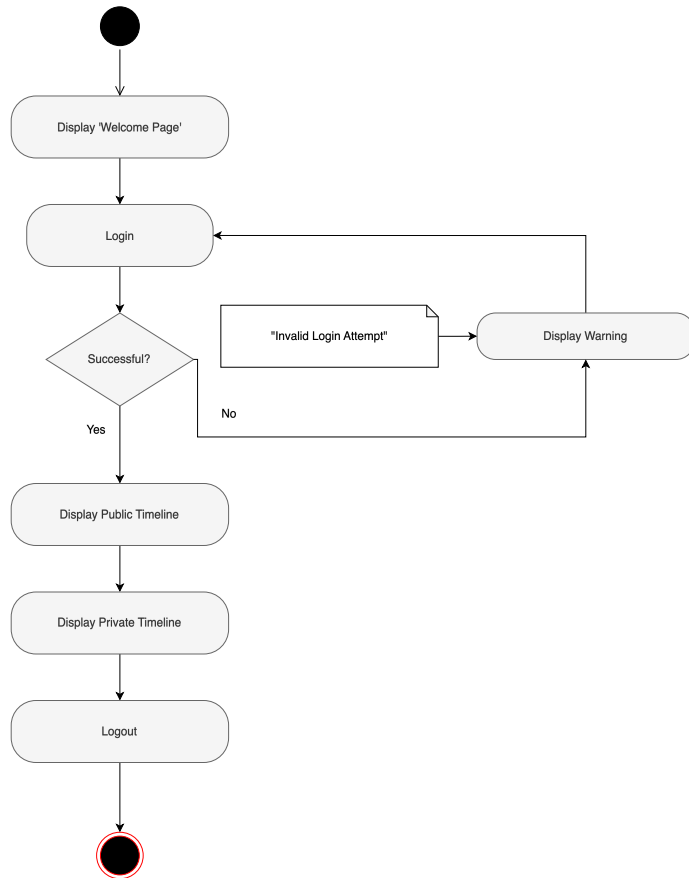 Display 'Welcome Page'
Login
"Invalid Login Attempt"
Display Warning
Successful?
No
Yes
Display Public Timeline
Display Private Timeline
Logout